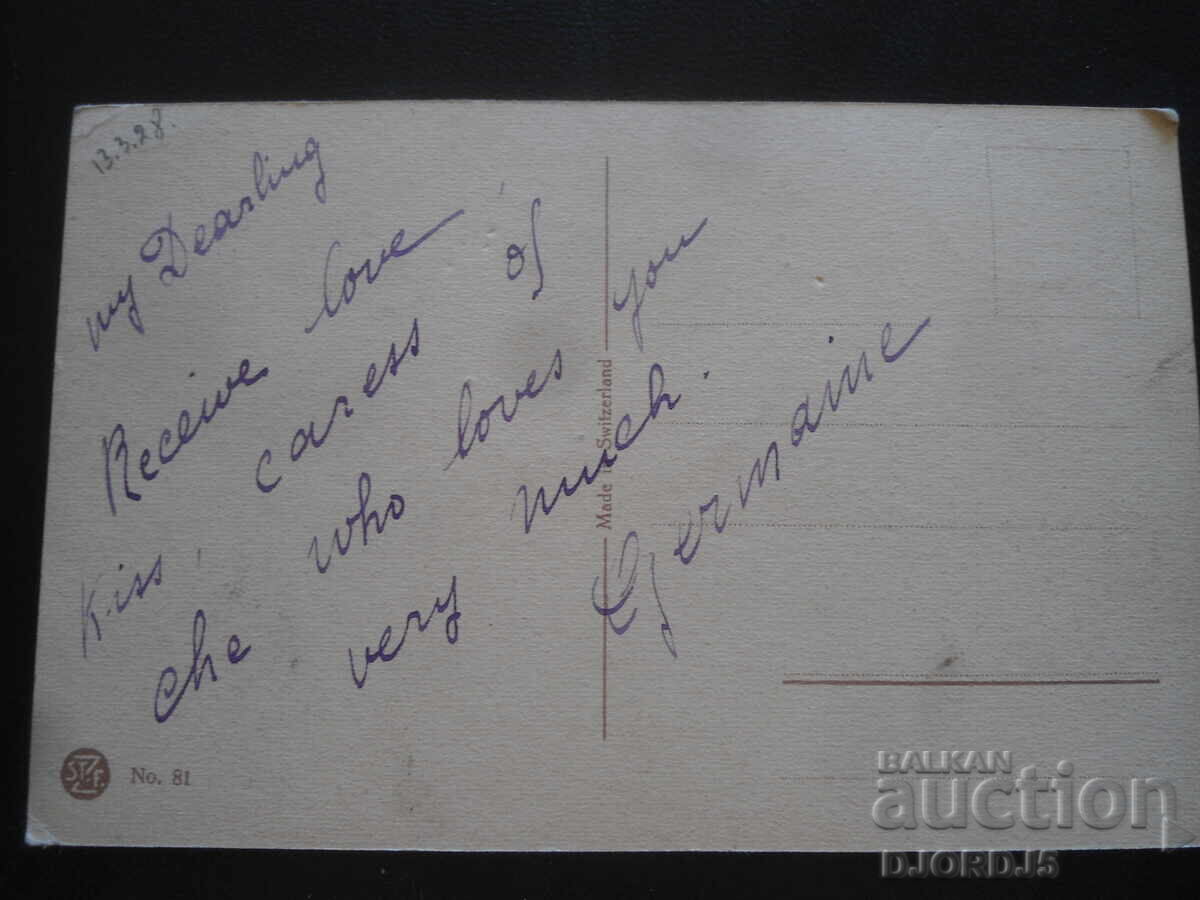 13.3.28.
my Dearling
Receive love
Kiss, caress of
che who loves you
very much.
Germaine
Made in Switzerland
No. 81
BALKAN
auction
DJORDJ5